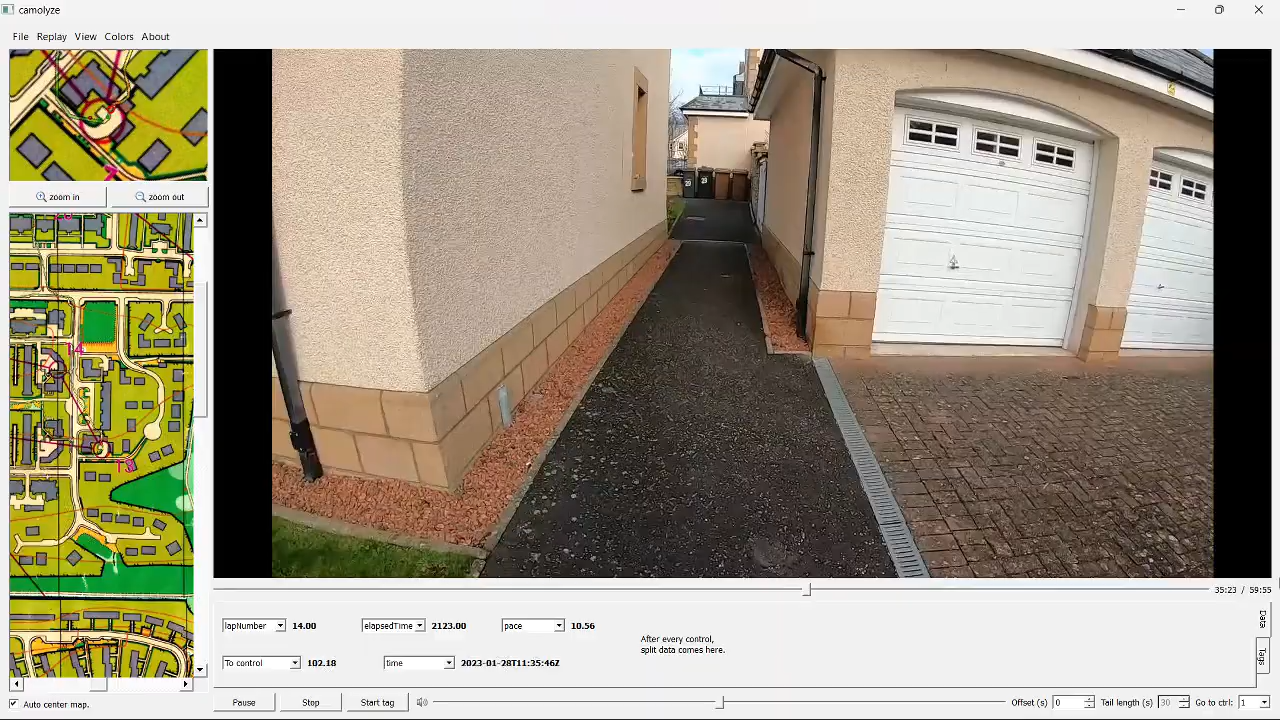 camolyze
File Replay View Colors About
zoom in
zoom out
14
13
35:23 / 59:55
lapNumber 14.00 elapsedTime 2123.00 pace 10.56
After every control,
split data comes here.
To control 102.18 time 2023-01-28T11:35:46Z
Data
Tags
Auto center map.
Pause Stop Start tag
Offset (s) 0 Tail length (s) 30 Go to ctrl: 1